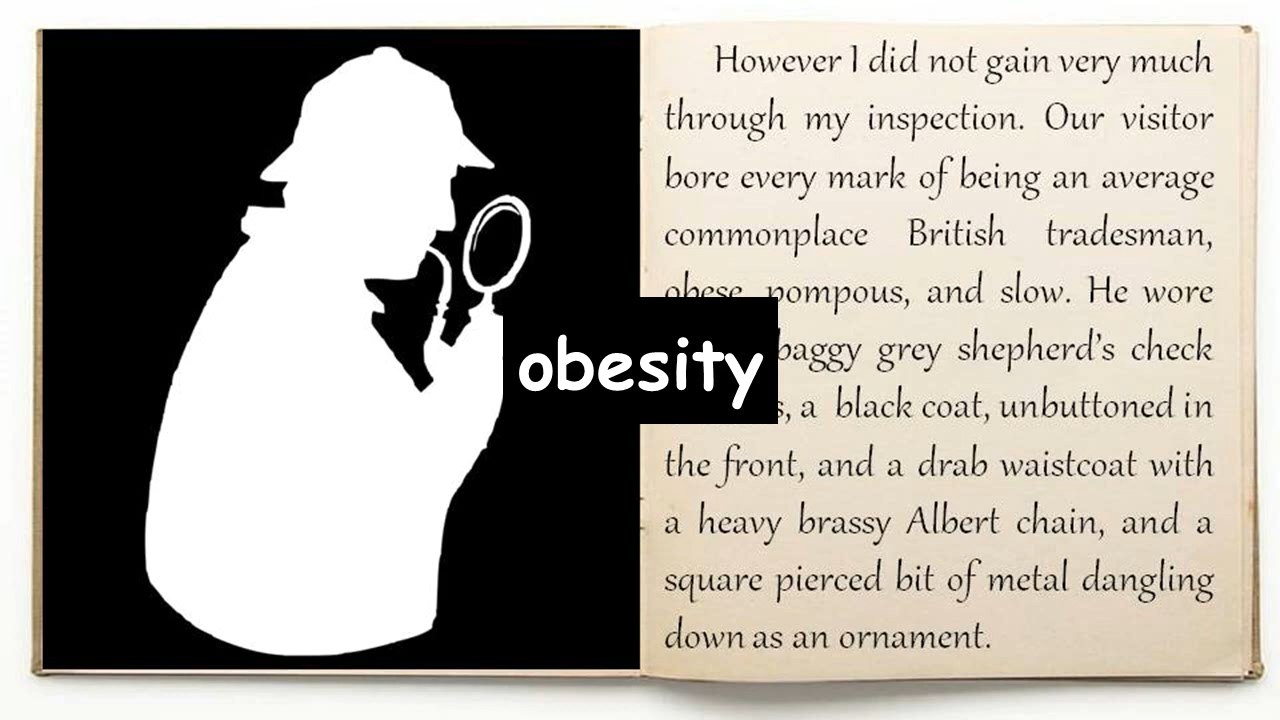 However I did not gain very much
through my inspection. Our visitor
bore every mark of being an average
commonplace British tradesman,
obese, pompous, and slow. He wore
baggy grey shepherd's check
a black coat, unbuttoned in
the front, and a drab waistcoat with
a heavy brassy Albert chain, and a
square pierced bit of metal dangling
down as an ornament.
obesity